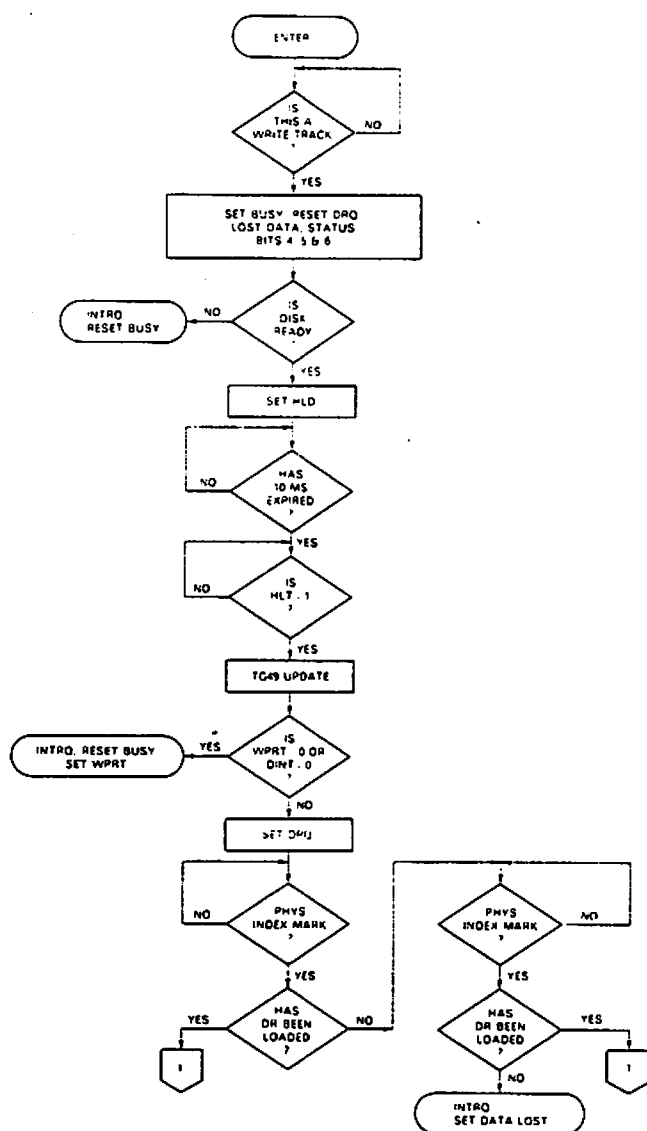 ENTER
IS
THIS A
WRITE TRACK
?
NO
YES
SET BUSY, RESET DRQ
LOST DATA, STATUS
BITS 4, 5 & 6
INTRQ
RESET BUSY
NO
IS
DISK
READY
YES
SET HLD
NO
HAS
10 MS
EXPIRED
?
YES
NO
IS
HLT = 1
?
YES
TG43 UPDATE
INTRQ, RESET BUSY
SET WPRT
YES
IS
WPRT = 0 OR
DINT = 0
?
NO
SET DRQ
NO
PHYS
INDEX MARK
?
YES
YES
HAS
DR BEEN
LOADED
?
NO
1
PHYS
INDEX MARK
?
NO
YES
HAS
DR BEEN
LOADED
?
YES
NO
1
INTRQ
SET DATA LOST